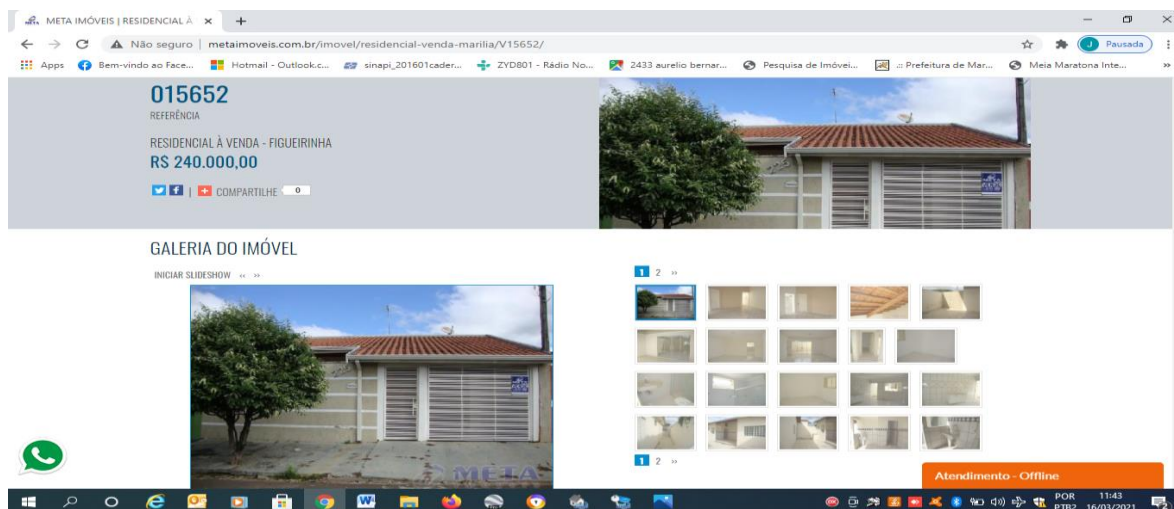 META IMÓVEIS | RESIDENCIAL À
Não seguro | metaimoveis.com.br/imovel/residencial-venda-marilia/V15652/
Pausada
Apps
Bem-vindo ao Face...
Hotmail - Outlook.c...
sinapi_201601cader...
ZYD801 - Rádio No...
2433 aurelio bernar...
Pesquisa de Imóvei...
.:: Prefeitura de Mar...
Meia Maratona Inte...
015652
REFERÊNCIA
RESIDENCIAL À VENDA - FIGUEIRINHA
R$ 240.000,00
COMPARTILHE 0
GALERIA DO IMÓVEL
INICIAR SLIDESHOW ‹‹ ››
1 2 ››
META
1 2 ››
Atendimento - Offline
POR 11:43
PTB2 16/03/2021